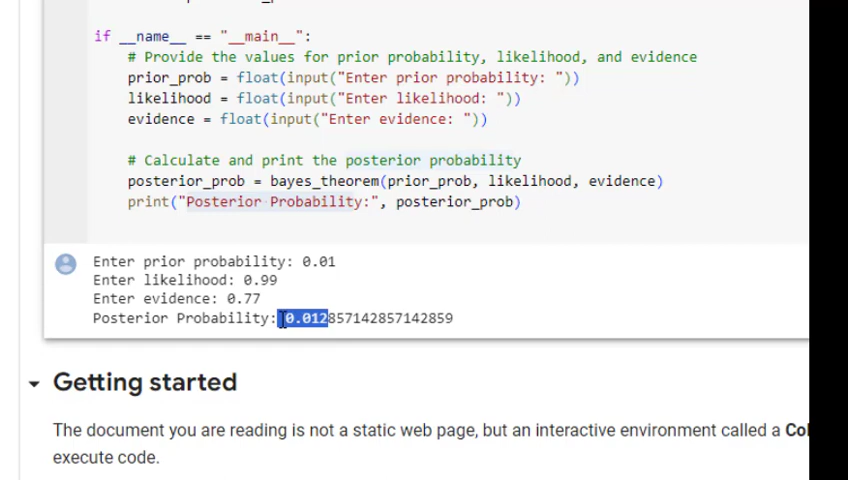 if __name__ == "__main__":
# Provide the values for prior probability, likelihood, and evidence
prior_prob = float(input("Enter prior probability: "))
likelihood = float(input("Enter likelihood: "))
evidence = float(input("Enter evidence: "))
# Calculate and print the posterior probability
posterior_prob = bayes_theorem(prior_prob, likelihood, evidence)
print("Posterior Probability:", posterior_prob)
Enter prior probability: 0.01
Enter likelihood: 0.99
Enter evidence: 0.77
Posterior Probability: 0.012857142857142859
Getting started
The document you are reading is not a static web page, but an interactive environment called a Col
execute code.